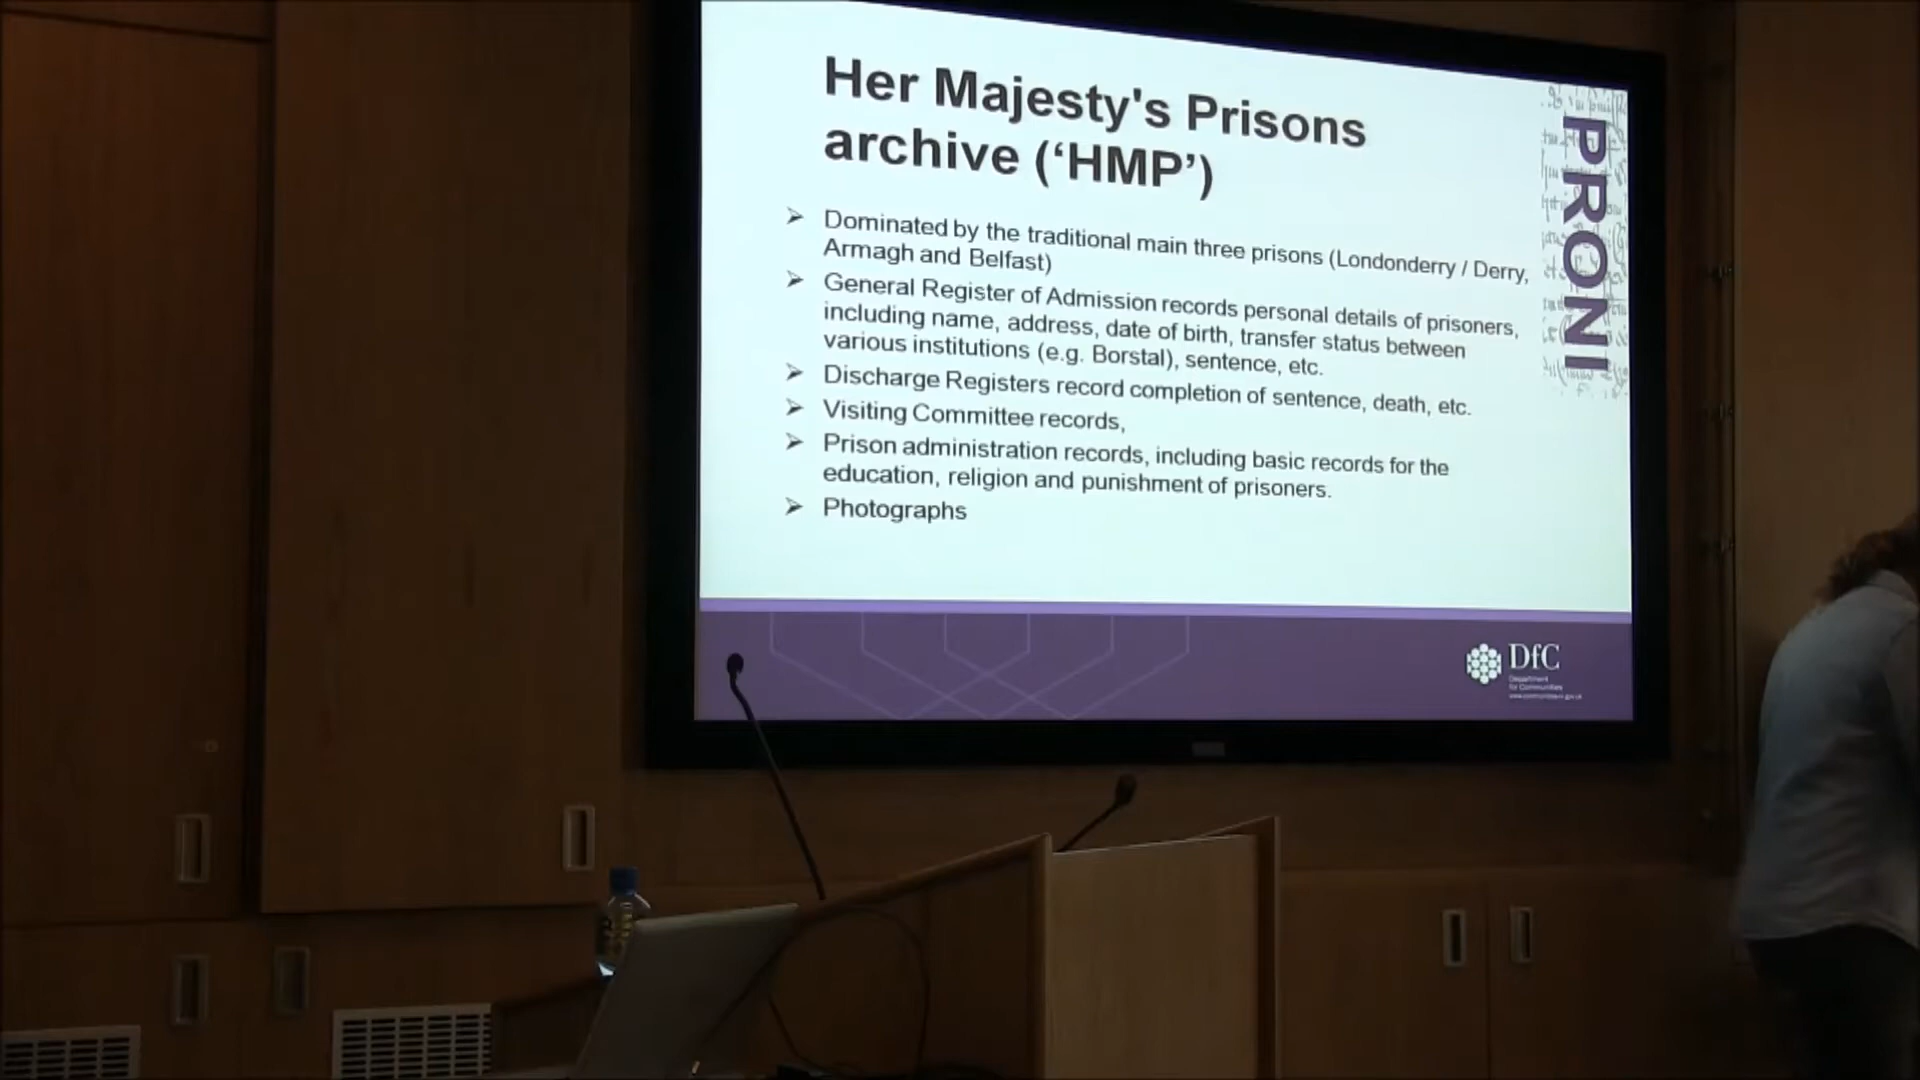 Her Majesty's Prisons
archive (‘HMP’)
➢ Dominated by the traditional main three prisons (Londonderry / Derry,
Armagh and Belfast)
➢ General Register of Admission records personal details of prisoners,
including name, address, date of birth, transfer status between
various institutions (e.g. Borstal), sentence, etc.
➢ Discharge Registers record completion of sentence, death, etc.
➢ Visiting Committee records,
➢ Prison administration records, including basic records for the
education, religion and punishment of prisoners.
➢ Photographs
PRONI
DfC
Department
for Communities